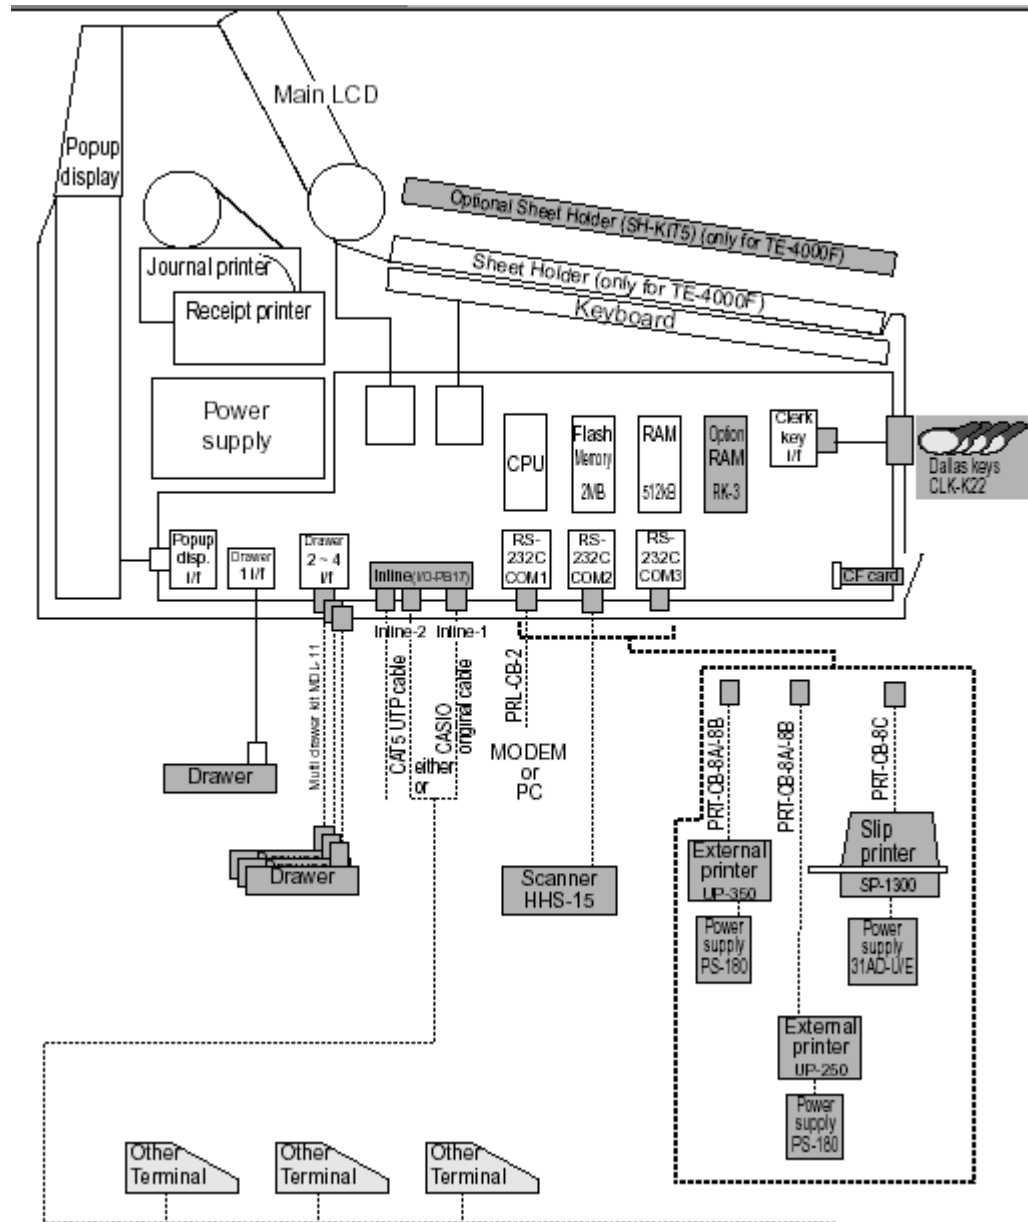 Main LCD
Popup
display
Optional Sheet Holder (SH-KIT5) (only for TE-4000F)
Sheet Holder (only for TE-4000F)
Keyboard
Journal printer
Receipt printer
Power
supply
CPU
Flash
Memory
2MB
RAM
512kB
Option
RAM
RK-3
Clerk
key
I/f
Dallas keys
CLK-K22
Popup
disp.
I/f
Drawer
1 I/f
Drawer
2 ~ 4
I/f
Inline(I/O-PB17)
RS-
232C
COM1
RS-
232C
COM2
RS-
232C
COM3
CF card
Inline-2
Inline-1
Multi drawer kit MDL-11
CAT5 UTP cable
either
or
CASIO
original cable
PRL-CB-2
MODEM
or
PC
PRT-CB-8A/-8B
PRT-CB-8A/-8B
PRT-CB-8C
Drawer
Drawer
Scanner
HHS-15
External
printer
UP-350
Power
supply
PS-180
Slip
printer
SP-1300
Power
supply
31AD-U/E
External
printer
UP-250
Power
supply
PS-180
Other
Terminal
Other
Terminal
Other
Terminal